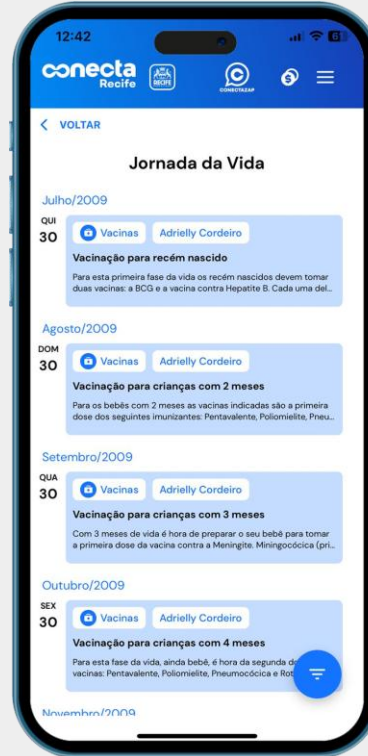 12:42
conecta
Recife
RECIFE
CONECTAZAP
VOLTAR
Jornada da Vida
Julho/2009
QUI
30
Vacinas Adrielly Cordeiro
Vacinação para recém nascido
Para esta primeira fase da vida os recém nascidos devem tomar
duas vacinas: a BCG e a vacina contra Hepatite B. Cada uma del...
Agosto/2009
DOM
30
Vacinas Adrielly Cordeiro
Vacinação para crianças com 2 meses
Para os bebês com 2 meses as vacinas indicadas são a primeira
dose dos seguintes imunizantes: Pentavalente, Poliomielite, Pneu...
Setembro/2009
QUA
30
Vacinas Adrielly Cordeiro
Vacinação para crianças com 3 meses
Com 3 meses de vida é hora de preparar o seu bebê para tomar
a primeira dose da vacina contra a Meningite. Miningocócica (pri...
Outubro/2009
SEX
30
Vacinas Adrielly Cordeiro
Vacinação para crianças com 4 meses
Para esta fase da vida, ainda bebê, é hora da segunda
vacinas: Pentavalente, Poliomielite, Pneumocócica e
Novembro/2009